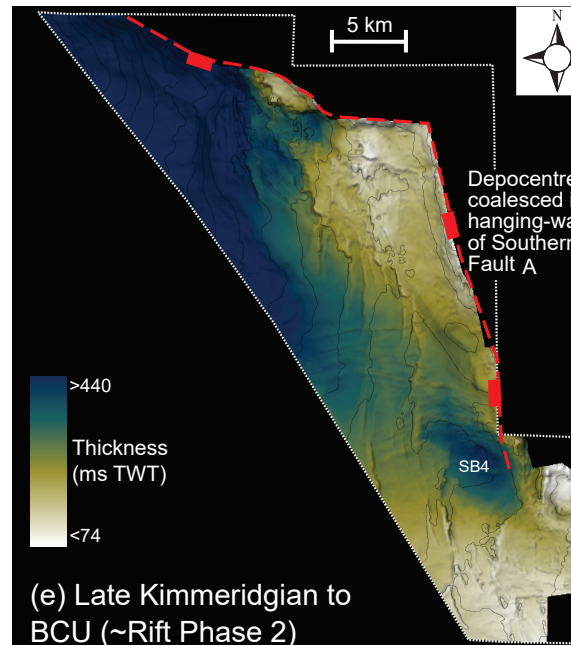 N
5 km
Depocentre
coalesced i
hanging-wa
of Southern
Fault A
>440
Thickness
(ms TWT)
<74
SB4
(e) Late Kimmeridgian to
BCU (~Rift Phase 2)